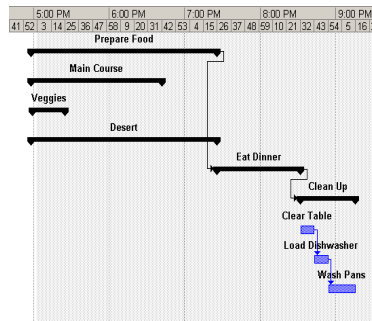 5:00 PM 6:00 PM 7:00 PM 8:00 PM 9:00 PM
41 52 3 14 25 36 47 58 9 20 31 42 53 4 15 26 37 48 59 10 21 32 43 54 5 16
Prepare Food
Main Course
Veggies
Desert
Eat Dinner
Clean Up
Clear Table
Load Dishwasher
Wash Pans